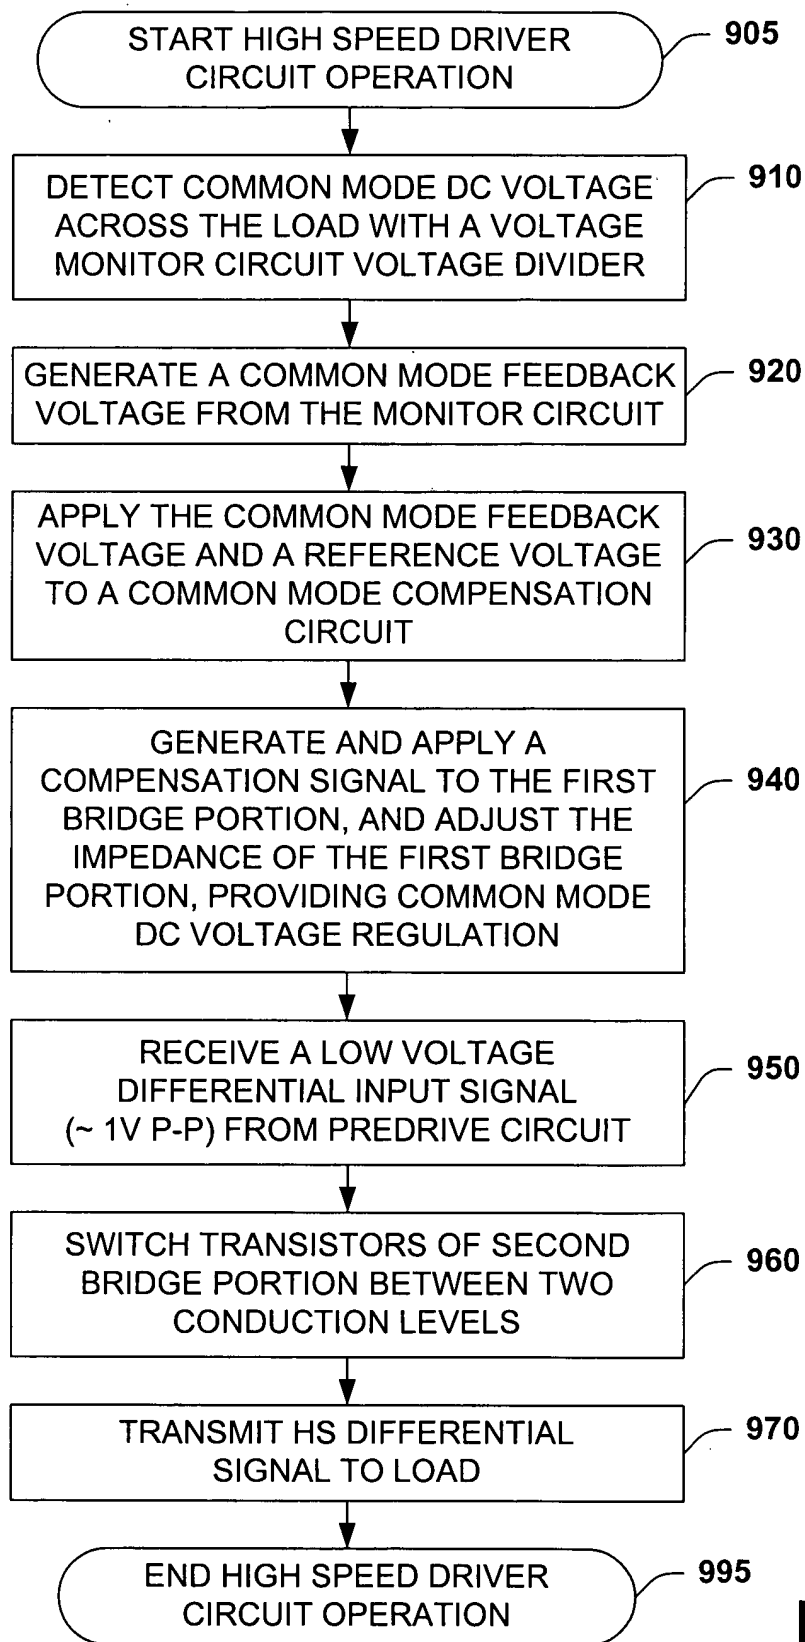 START HIGH SPEED DRIVER
CIRCUIT OPERATION
905
DETECT COMMON MODE DC VOLTAGE
ACROSS THE LOAD WITH A VOLTAGE
MONITOR CIRCUIT VOLTAGE DIVIDER
910
GENERATE A COMMON MODE FEEDBACK
VOLTAGE FROM THE MONITOR CIRCUIT
920
APPLY THE COMMON MODE FEEDBACK
VOLTAGE AND A REFERENCE VOLTAGE
TO A COMMON MODE COMPENSATION
CIRCUIT
930
GENERATE AND APPLY A
COMPENSATION SIGNAL TO THE FIRST
BRIDGE PORTION, AND ADJUST THE
IMPEDANCE OF THE FIRST BRIDGE
PORTION, PROVIDING COMMON MODE
DC VOLTAGE REGULATION
940
RECEIVE A LOW VOLTAGE
DIFFERENTIAL INPUT SIGNAL
(~ 1V P-P) FROM PREDRIVE CIRCUIT
950
SWITCH TRANSISTORS OF SECOND
BRIDGE PORTION BETWEEN TWO
CONDUCTION LEVELS
960
TRANSMIT HS DIFFERENTIAL
SIGNAL TO LOAD
970
END HIGH SPEED DRIVER
CIRCUIT OPERATION
995